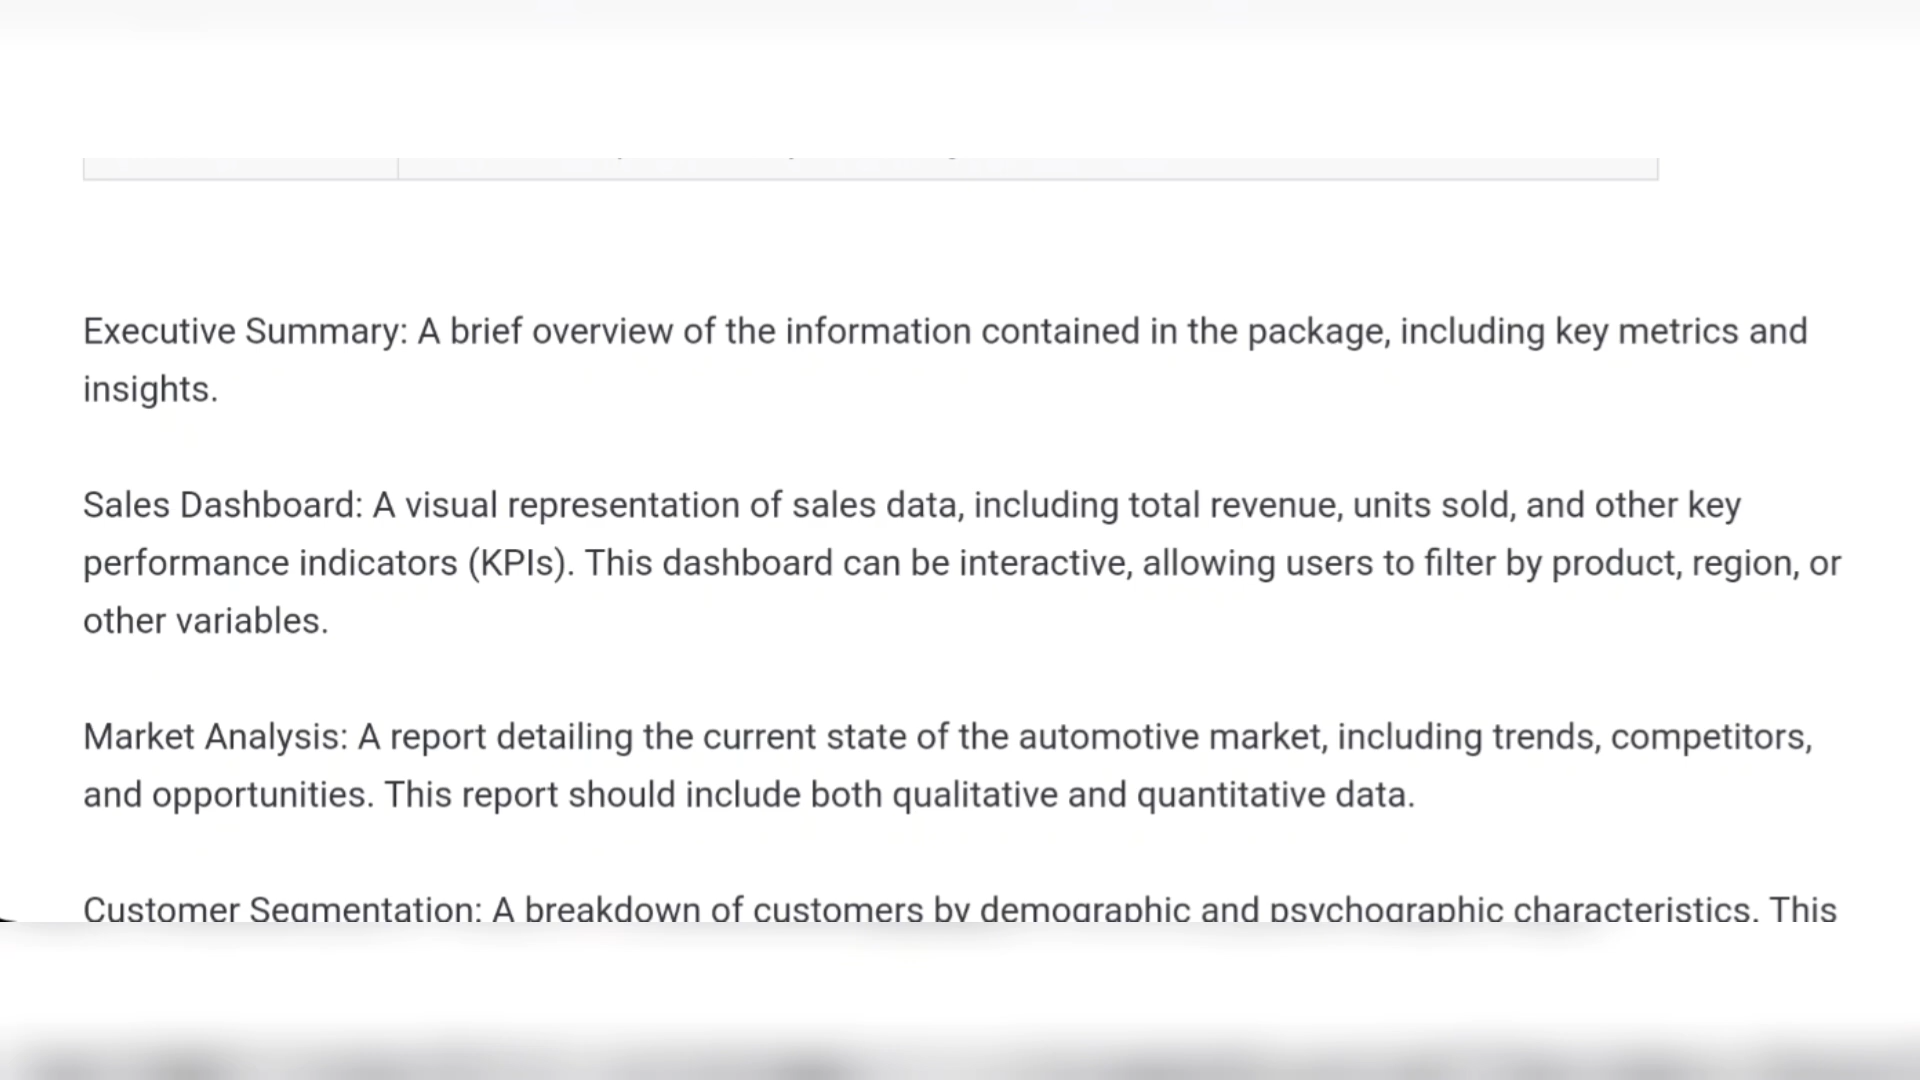 Executive Summary: A brief overview of the information contained in the package, including key metrics and
insights.
Sales Dashboard: A visual representation of sales data, including total revenue, units sold, and other key
performance indicators (KPIs). This dashboard can be interactive, allowing users to filter by product, region, or
other variables.
Market Analysis: A report detailing the current state of the automotive market, including trends, competitors,
and opportunities. This report should include both qualitative and quantitative data.
Customer Segmentation: A breakdown of customers by demographic and psychographic characteristics. This